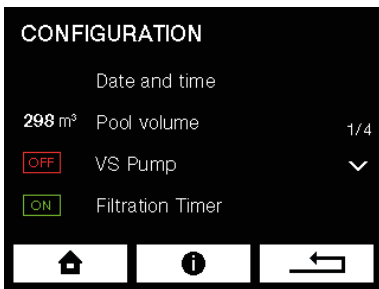 CONFIGURATION
Date and time
298 m³ Pool volume
1/4
OFF VS Pump
ON Filtration Timer